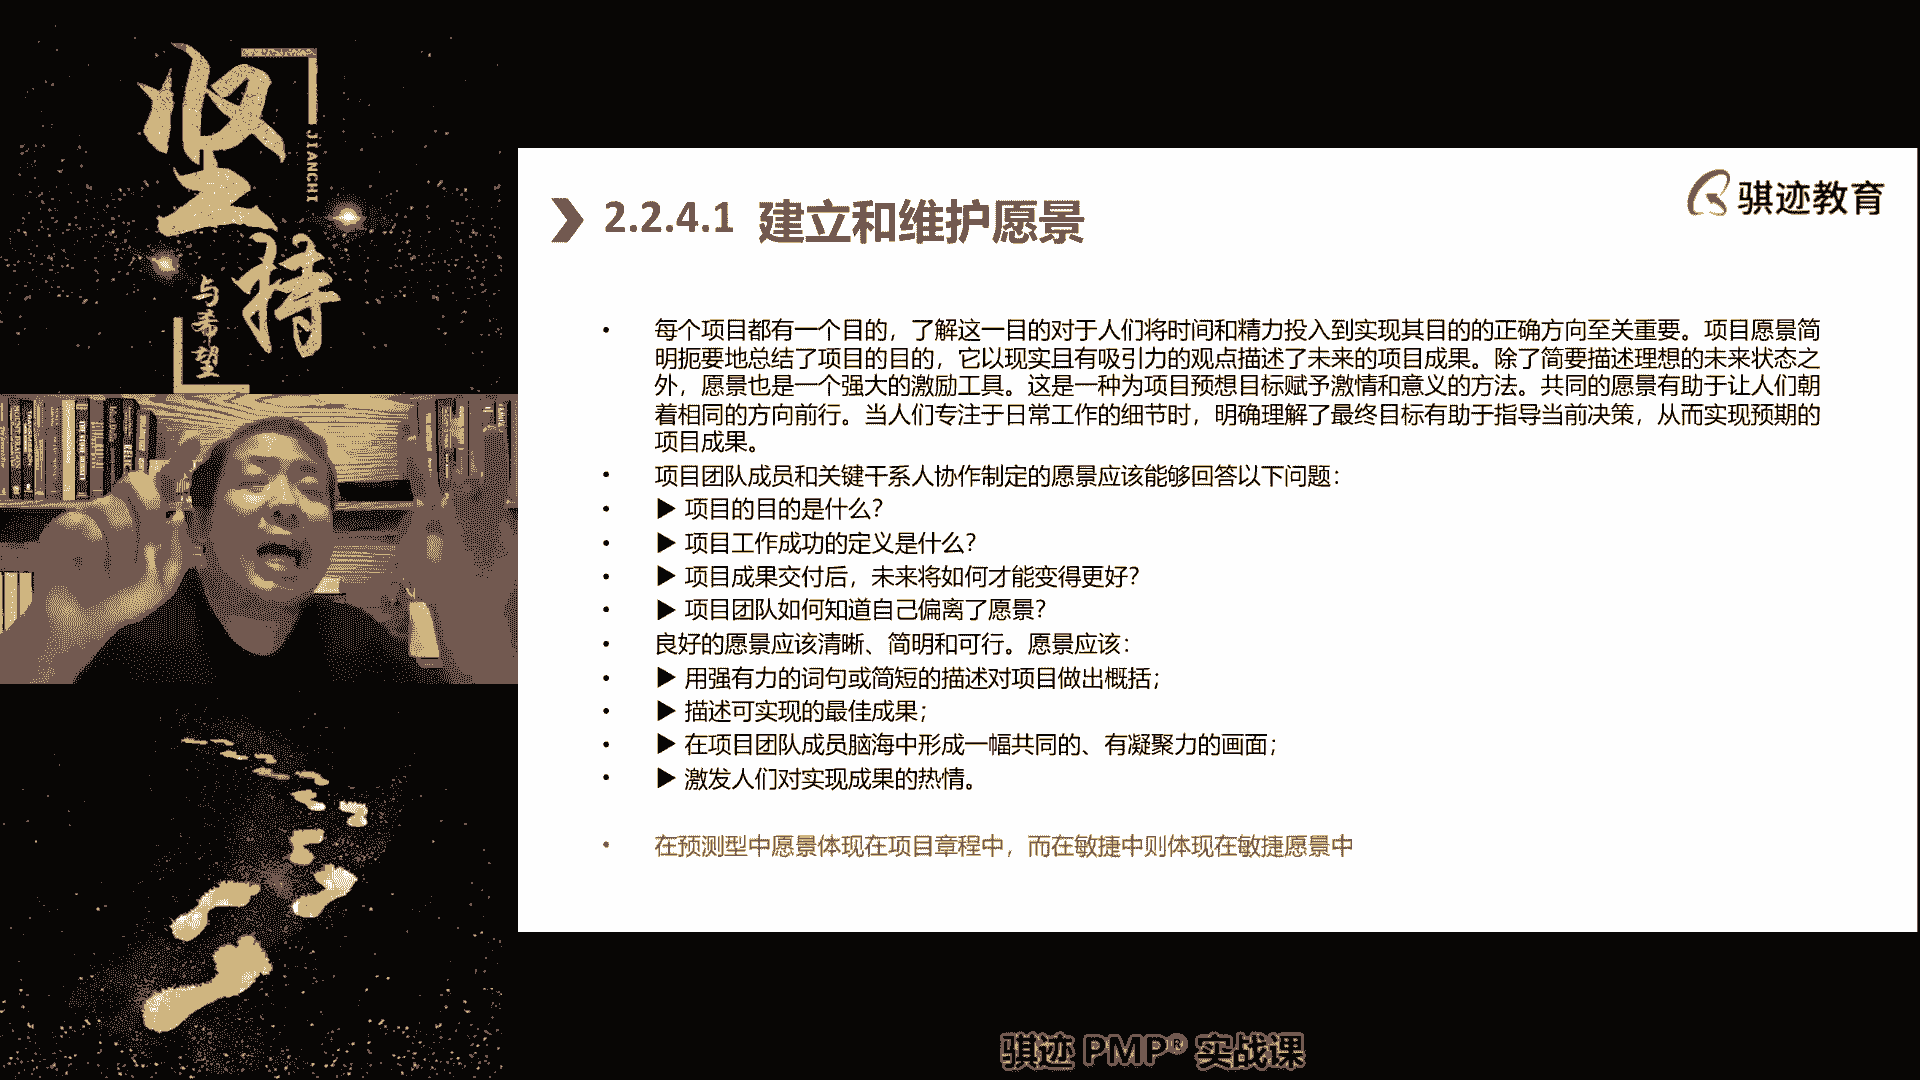 坚持
JIANCHI
与希望
骐迹教育
2.2.4.1 建立和维护愿景
• 每个项目都有一个目的，了解这一目的对于人们将时间和精力投入到实现其目的的正确方向至关重要。项目愿景简
明扼要地总结了项目的目的，它以现实且有吸引力的观点描述了未来的项目成果。除了简要描述理想的未来状态之
外，愿景也是一个强大的激励工具。这是一种为项目预想目标赋予激情和意义的方法。共同的愿景有助于让人们朝
着相同的方向前行。当人们专注于日常工作的细节时，明确理解了最终目标有助于指导当前决策，从而实现预期的
项目成果。
• 项目团队成员和关键干系人协作制定的愿景应该能够回答以下问题：
• ▶ 项目的目的是什么？
• ▶ 项目工作成功的定义是什么？
• ▶ 项目成果交付后，未来将如何才能变得更好？
• ▶ 项目团队如何知道自己偏离了愿景？
• 良好的愿景应该清晰、简明和可行。愿景应该：
• ▶ 用强有力的词句或简短的描述对项目做出概括；
• ▶ 描述可实现的最佳成果；
• ▶ 在项目团队成员脑海中形成一幅共同的、有凝聚力的画面；
• ▶ 激发人们对实现成果的热情。
• 在预测型中愿景体现在项目章程中，而在敏捷中则体现在敏捷愿景中
骐迹 PMP® 实战课